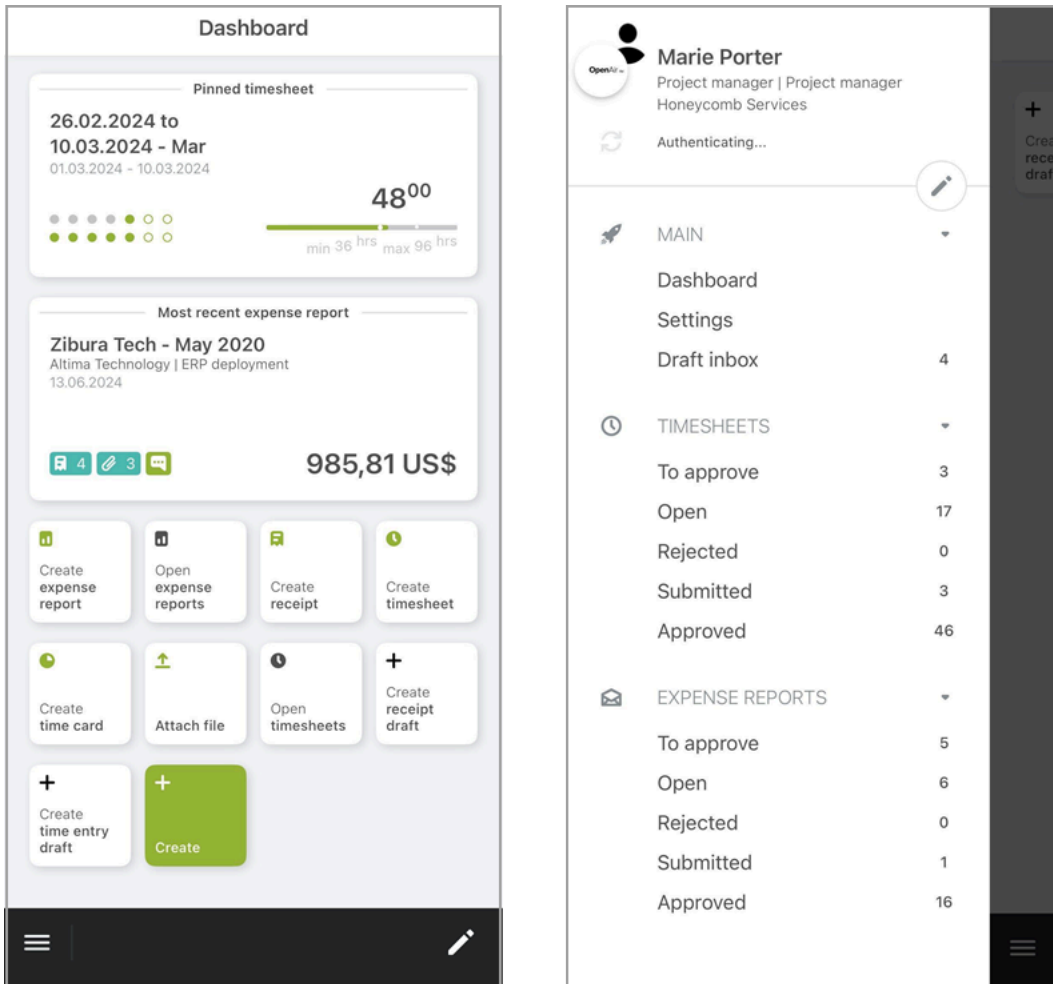 Dashboard
Pinned timesheet
26.02.2024 to
10.03.2024 - Mar
01.03.2024 - 10.03.2024
48⁰⁰
min 36 hrs max 96 hrs
Most recent expense report
Zibura Tech - May 2020
Altima Technology | ERP deployment
13.06.2024
4 3
985,81 US$
Create
expense
report
Open
expense
reports
Create
receipt
Create
timesheet
Create
time card
Attach file
Open
timesheets
Create
receipt
draft
Create
time entry
draft
Create
OpenAir
Marie Porter
Project manager | Project manager
Honeycomb Services
Authenticating...
MAIN
Dashboard
Settings
Draft inbox 4
TIMESHEETS
To approve 3
Open 17
Rejected 0
Submitted 3
Approved 46
EXPENSE REPORTS
To approve 5
Open 6
Rejected 0
Submitted 1
Approved 16